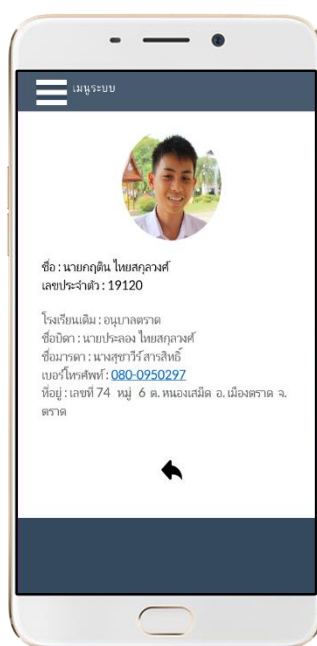 เมนูระบบ
ชื่อ : นายกฤติน ไทยสกุลวงศ์
เลขประจำตัว : 19120
โรงเรียนเดิม : อนุบาลตราด
ชื่อบิดา : นายประลอง ไทยสกุลวงศ์
ชื่อมารดา : นางสุชาวีร์ สารสิทธิ์
เบอร์โทรศัพท์ : 080-0950297
ที่อยู่ : เลขที่ 74 หมู่ 6 ต. หนองเสม็ด อ. เมืองตราด จ.
ตราด